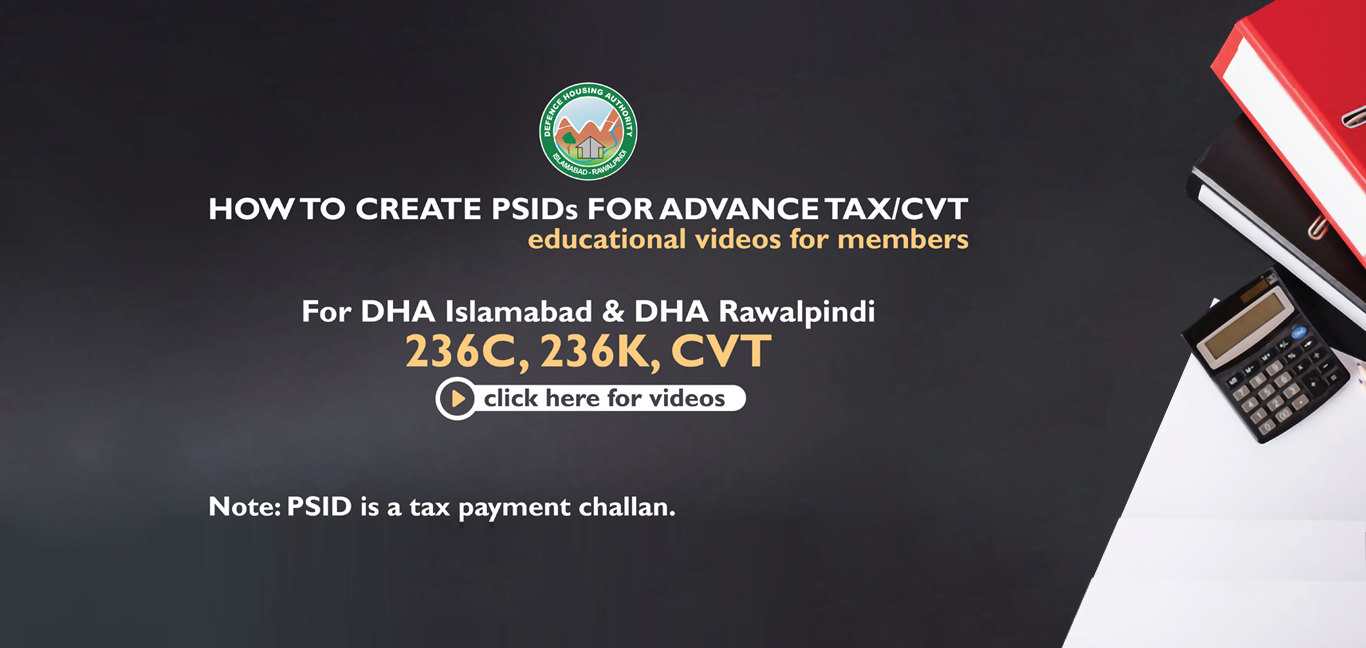 DEFENCE HOUSING AUTHORITY
ISLAMABAD - RAWALPINDI
HOW TO CREATE PSIDs FOR ADVANCE TAX/CVT
educational videos for members
For DHA Islamabad & DHA Rawalpindi
236C, 236K, CVT
click here for videos
Note: PSID is a tax payment challan.